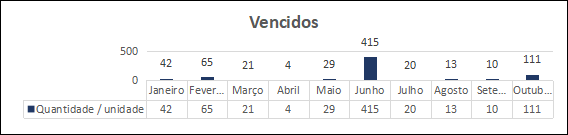 Vencidos
415
500
42 65 21 4 29 20 13 10 111
0
Janeiro Fever... Março Abril Maio Junho Julho Agosto Sete... Outub...
Quantidade / unidade 42 65 21 4 29 415 20 13 10 111